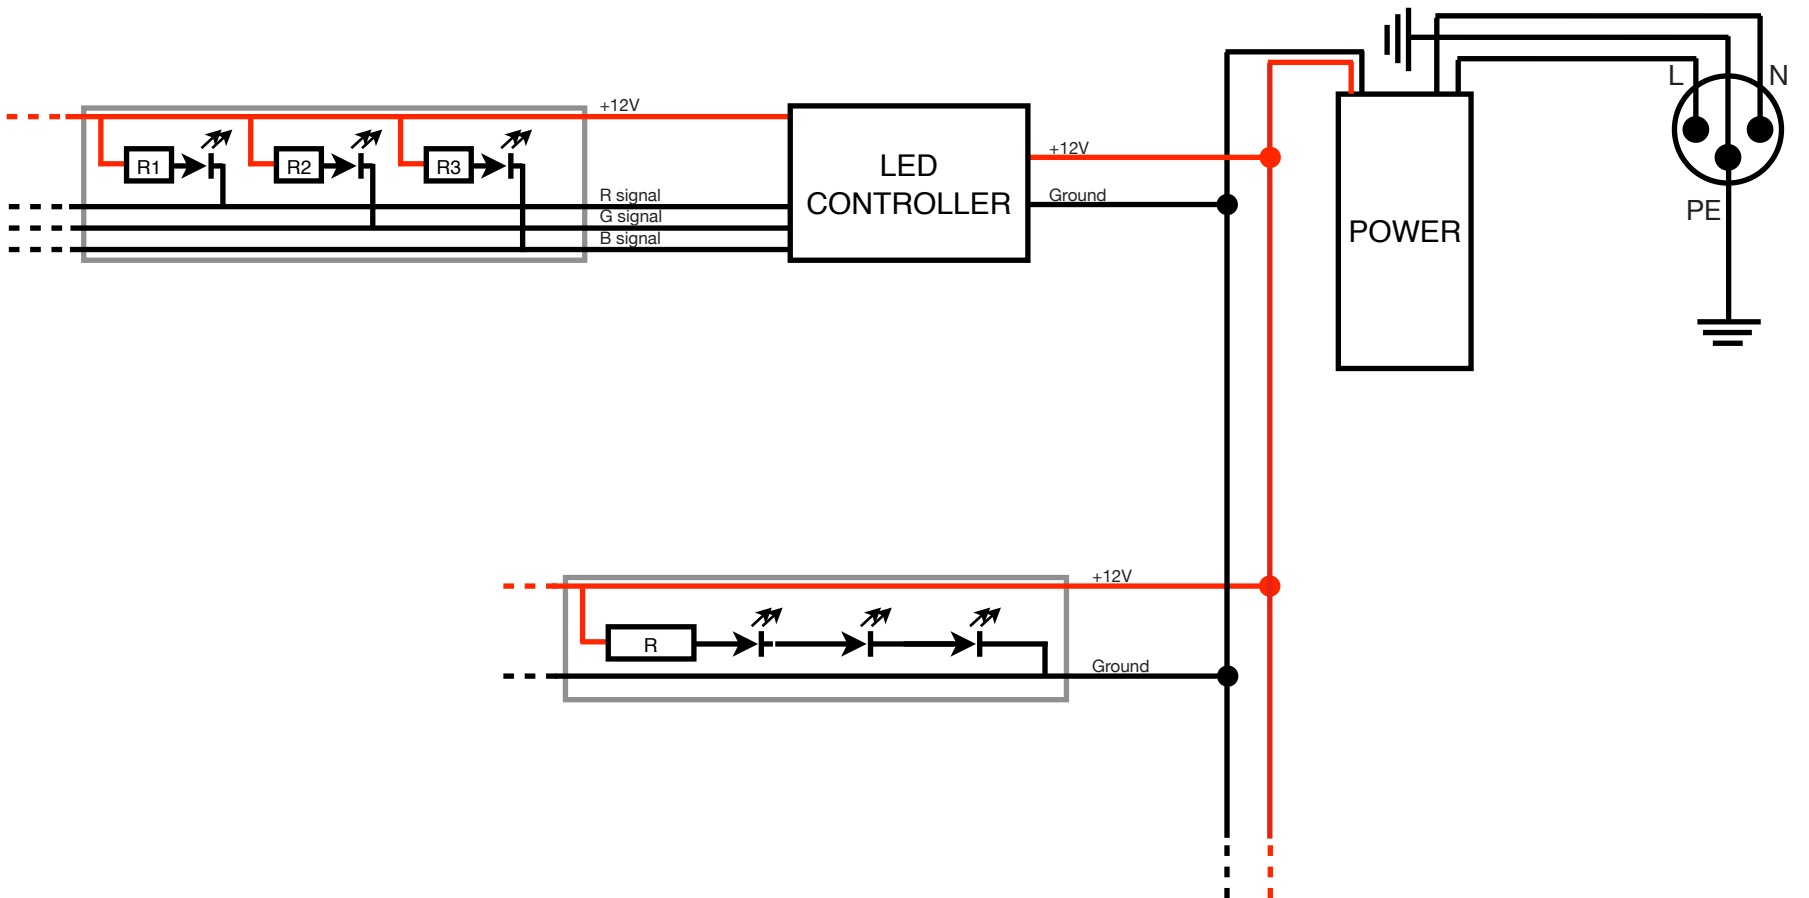 L
N
+12V
R1
R2
R3
R signal
G signal
B signal
LED
CONTROLLER
+12V
Ground
POWER
PE
+12V
R
Ground